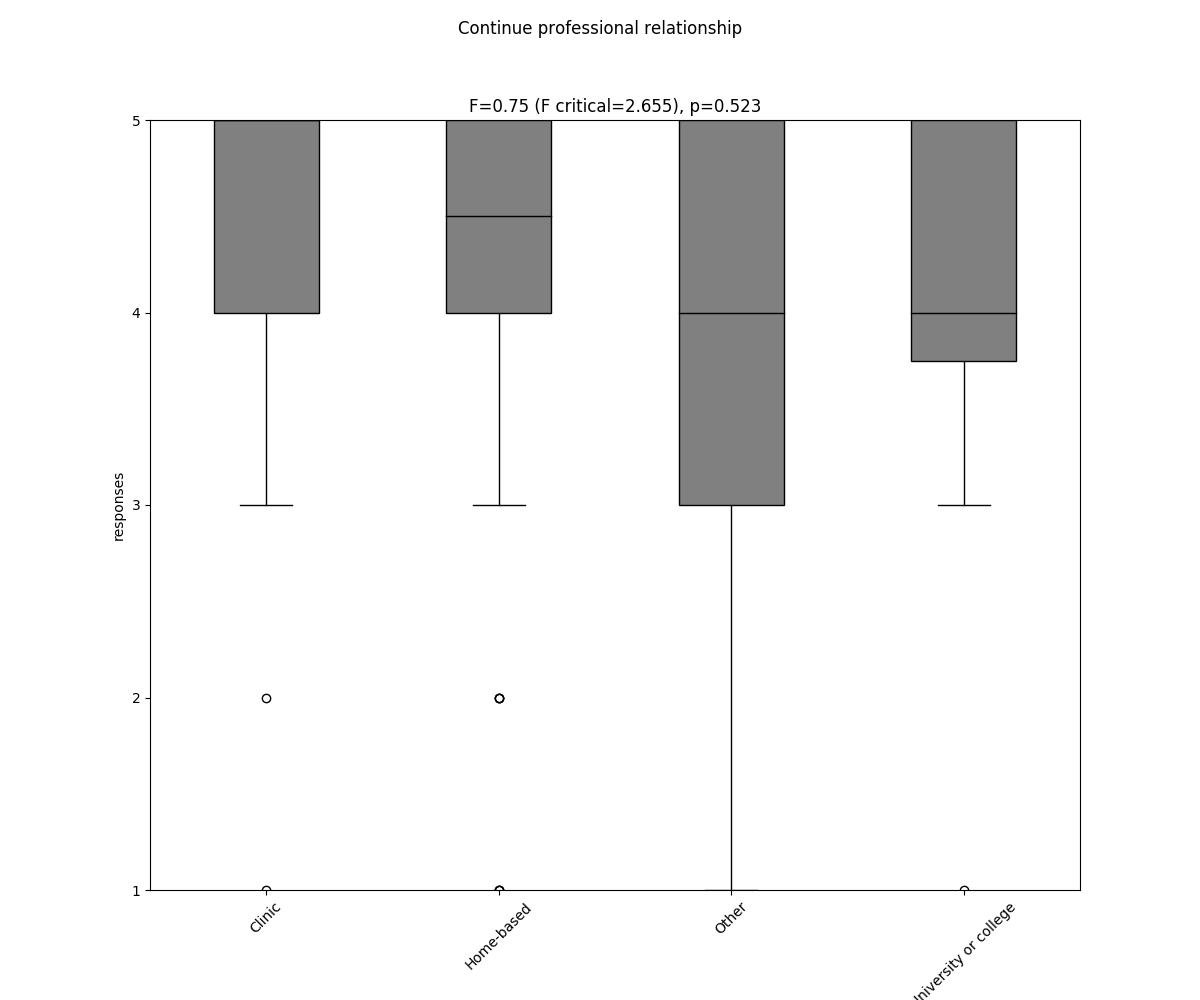 Continue professional relationship
F=0.75 (F critical=2.655), p=0.523
5
4
3
2
1
responses
Clinic
Home-based
Other
or college